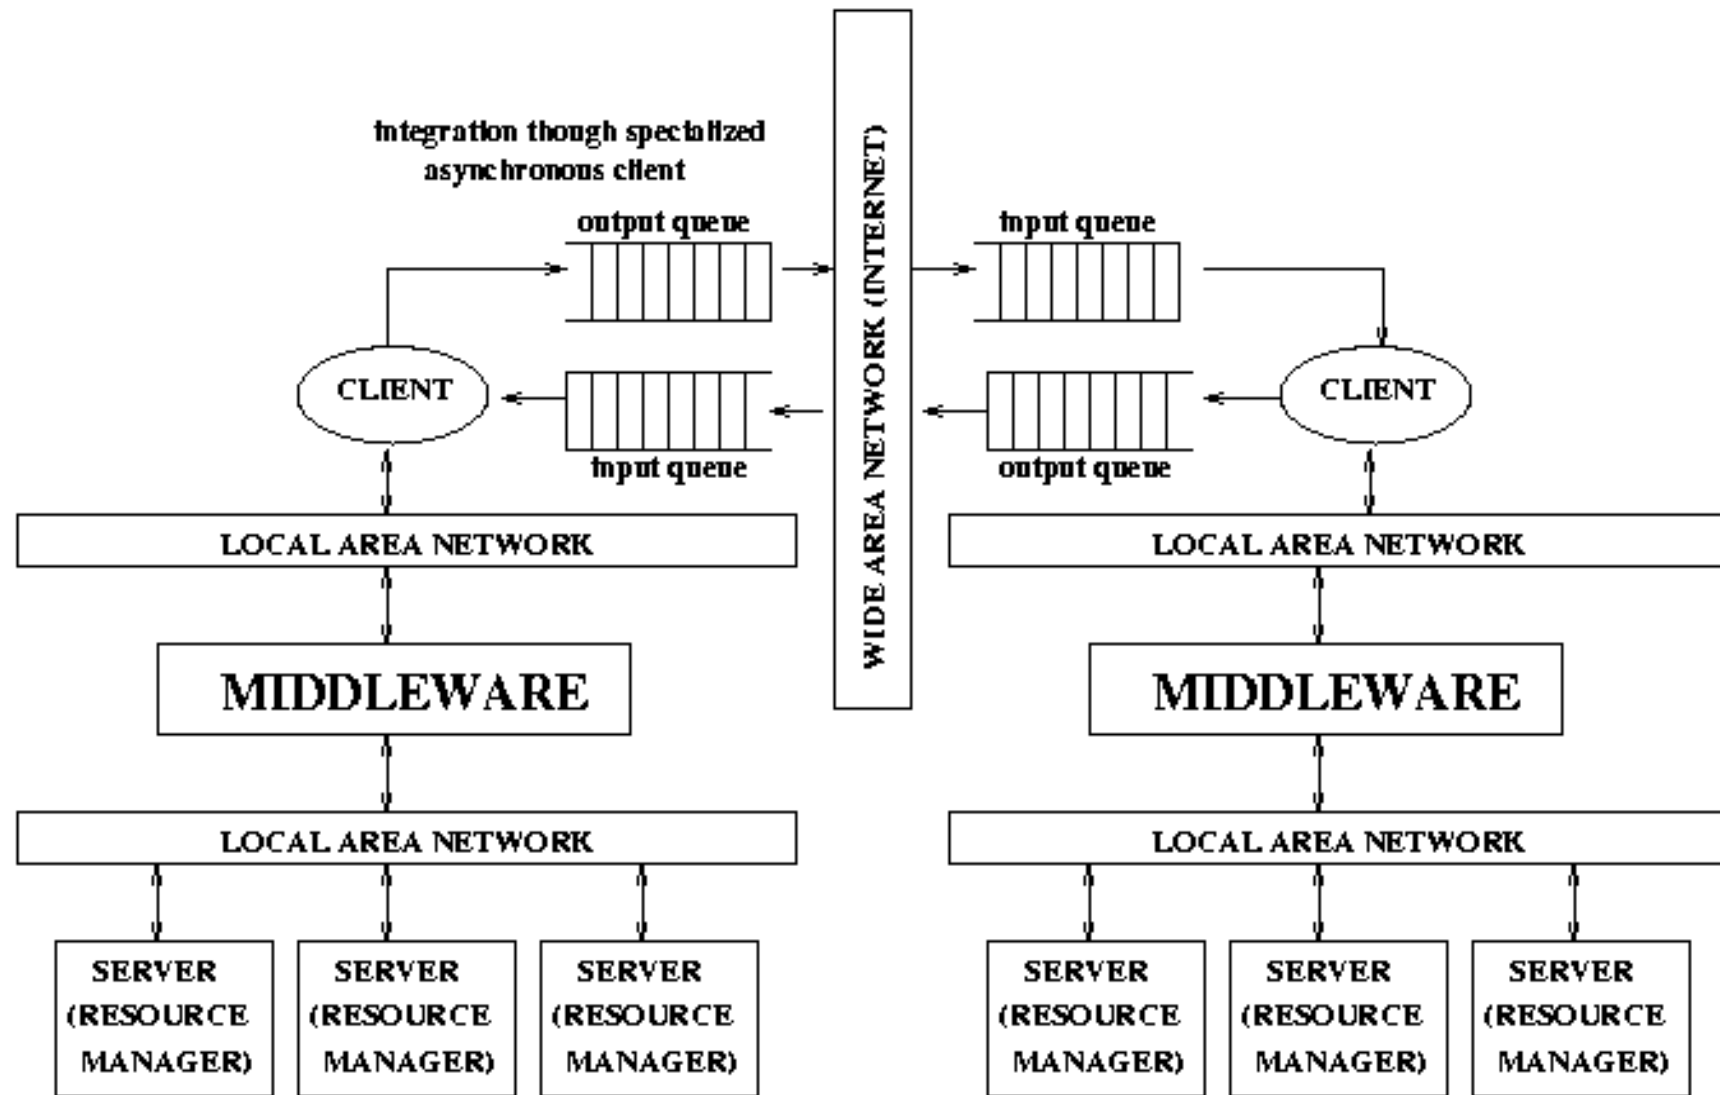 integration though specialized
asynchronous client
output queue
input queue
WIDE AREA NETWORK (INTERNET)
CLIENT
CLIENT
input queue
output queue
LOCAL AREA NETWORK
LOCAL AREA NETWORK
MIDDLEWARE
MIDDLEWARE
LOCAL AREA NETWORK
LOCAL AREA NETWORK
SERVER
(RESOURCE
MANAGER)
SERVER
(RESOURCE
MANAGER)
SERVER
(RESOURCE
MANAGER)
SERVER
(RESOURCE
MANAGER)
SERVER
(RESOURCE
MANAGER)
SERVER
(RESOURCE
MANAGER)